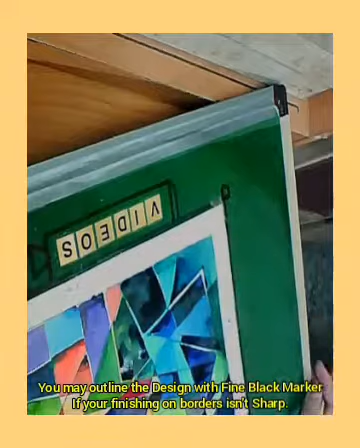 VIDEOS
You may outline the Design with Fine Black Marker
If your finishing on borders isn't Sharp.